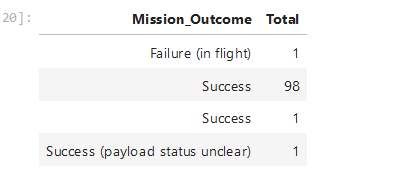 20]:
Mission_Outcome Total
Failure (in flight) 1
Success 98
Success 1
Success (payload status unclear) 1